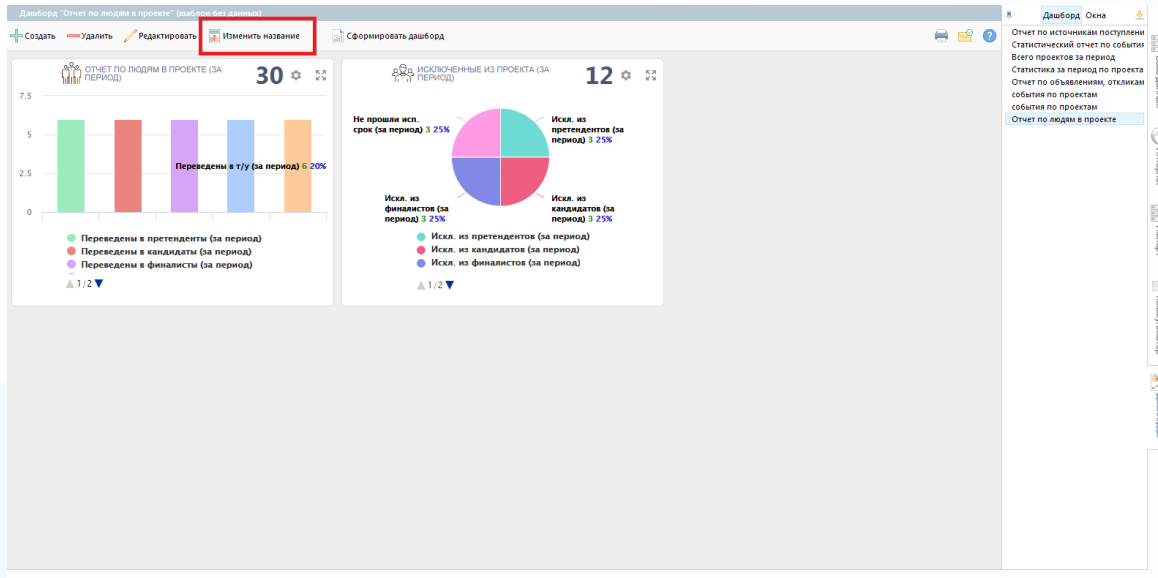 Дашборд "Отчет по людям в проекте" (шаблон без данных)
Создать Удалить Редактировать Изменить название Сформировать дашборд
ОТЧЕТ ПО ЛЮДЯМ В ПРОЕКТЕ (ЗА
ПЕРИОД)
30
7.5
5
2.5
0
Переведены в т/у (за период) 6 20%
Переведены в претенденты (за период)
Переведены в кандидаты (за период)
Переведены в финалисты (за период)
1/2
ИСКЛЮЧЕННЫЕ ИЗ ПРОЕКТА (ЗА
ПЕРИОД)
12
Не прошли исп.
срок (за период) 3 25%
Искл. из
претендентов (за
период) 3 25%
Искл. из
финалистов (за
период) 3 25%
Искл. из
кандидатов (за
период) 3 25%
Искл. из претендентов (за период)
Искл. из кандидатов (за период)
Искл. из финалистов (за период)
1/2
Дашборд Окна
Отчет по источникам поступлени
Статистический отчет по события
Всего проектов за период
Статистика за период по проекта
Отчет по объявлениям, откликам
события по проектам
события по проектам
Отчет по людям в проекте